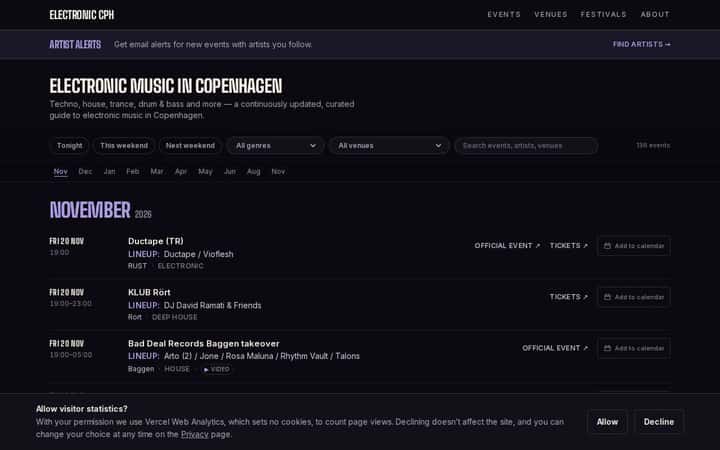 ELECTRONIC CPH
EVENTS VENUES FESTIVALS ABOUT
ARTIST ALERTS Get email alerts for new events with artists you follow. FIND ARTISTS →
ELECTRONIC MUSIC IN COPENHAGEN
Techno, house, trance, drum & bass and more — a continuously updated, curated
guide to electronic music in Copenhagen.
Tonight This weekend Next weekend All genres All venues Search events, artists, venues 136 events
Nov Dec Jan Feb Mar Apr May Jun Aug Nov
NOVEMBER 2026
FRI 20 NOV Ductape (TR) OFFICIAL EVENT ↗ TICKETS ↗ Add to calendar
19:00 LINEUP: Ductape / Vioflesh
RUST · ELECTRONIC
FRI 20 NOV KLUB Rört TICKETS ↗ Add to calendar
19:00–23:00 LINEUP: DJ David Ramati & Friends
Rört · DEEP HOUSE
FRI 20 NOV Bad Deal Records Baggen takeover OFFICIAL EVENT ↗ Add to calendar
19:00–05:00 LINEUP: Arto (2) / Jone / Rosa Maluna / Rhythm Vault / Talons
Baggen · HOUSE · ▶ VIDEO
Allow visitor statistics?
With your permission we use Vercel Web Analytics, which sets no cookies, to count page views. Declining doesn't affect the site, and you can
change your choice at any time on the Privacy page.
Allow Decline